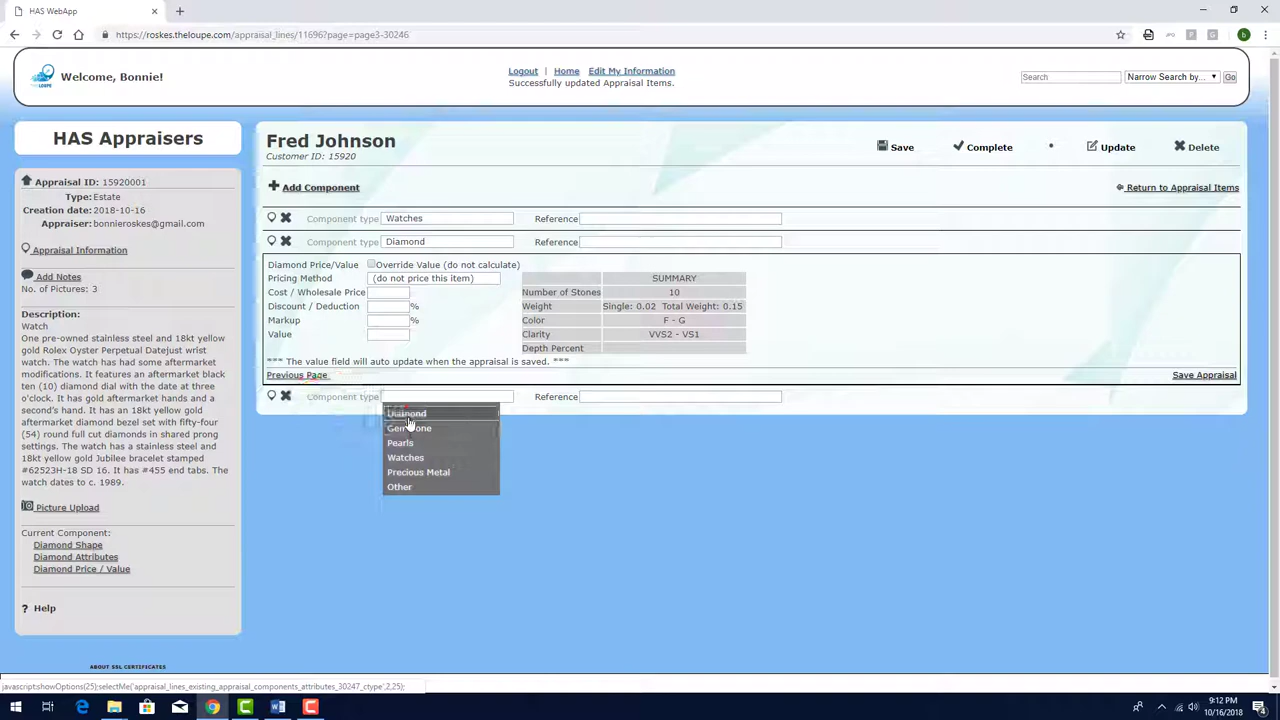 HAS WebApp
https://roskes.theloupe.com/appraisal_lines/11696?page=page3-30246
Welcome, Bonnie!
Logout | Home Edit My Information
Successfully updated Appraisal Items.
Search Narrow Search by... Go
HAS Appraisers
Appraisal ID: 15920001
Type: Estate
Creation date: 2018-10-16
Appraiser: bonnieroskes@gmail.com
Appraisal Information
Add Notes
No. of Pictures: 3
Description:
Watch
One pre-owned stainless steel and 18kt yellow
gold Rolex Oyster Perpetual Datejust wrist
watch. The watch has had some aftermarket
modifications. It features an aftermarket black
ten (10) diamond dial with the date at three
o'clock. It has gold aftermarket hands and a
second's hand. It has an 18kt yellow gold
aftermarket diamond bezel set with fifty-four
(54) round full cut diamonds in shared prong
settings. The watch has a stainless steel and
18kt yellow gold Jubilee bracelet stamped
#62523H-18 SD 16. It has #455 end tabs. The
watch dates to c. 1989.
Picture Upload
Current Component:
Diamond Shape
Diamond Attributes
Diamond Price / Value
? Help
ABOUT SSL CERTIFICATES
Fred Johnson
Customer ID: 15920
Save Complete • Update Delete
Add Component
Return to Appraisal Items
Component type Watches Reference
Component type Diamond Reference
Diamond Price/Value Override Value (do not calculate)
Pricing Method (do not price this item) SUMMARY
Cost / Wholesale Price Number of Stones 10
Discount / Deduction % Weight Single: 0.02 Total Weight: 0.15
Markup % Color F - G
Value Clarity VVS2 - VS1
Depth Percent
*** The value field will auto update when the appraisal is saved. ***
Previous Page Save Appraisal
Component type Reference
Diamond
Gemstone
Pearls
Watches
Precious Metal
Other
javascript:showOptions(25);selectMe('appraisal_lines_existing_appraisal_components_attributes_30247_ctype',2,25);
9:12 PM
10/16/2018